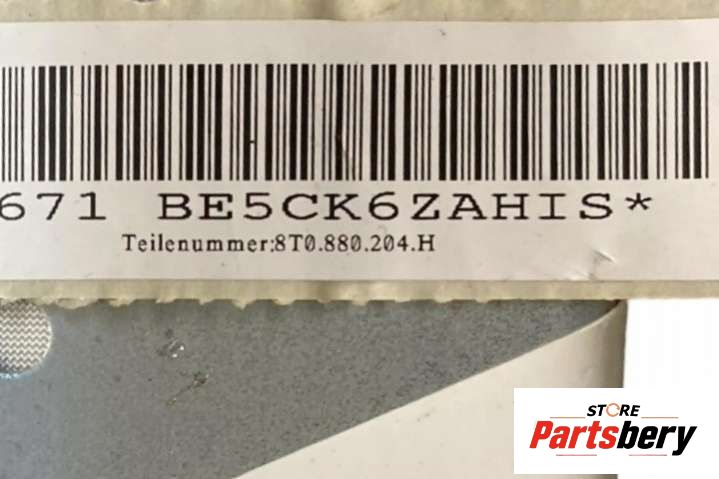 671 BE5CK6ZAHIS*
Teilenummer:8T0.880.204.H
STORE
Partsbery